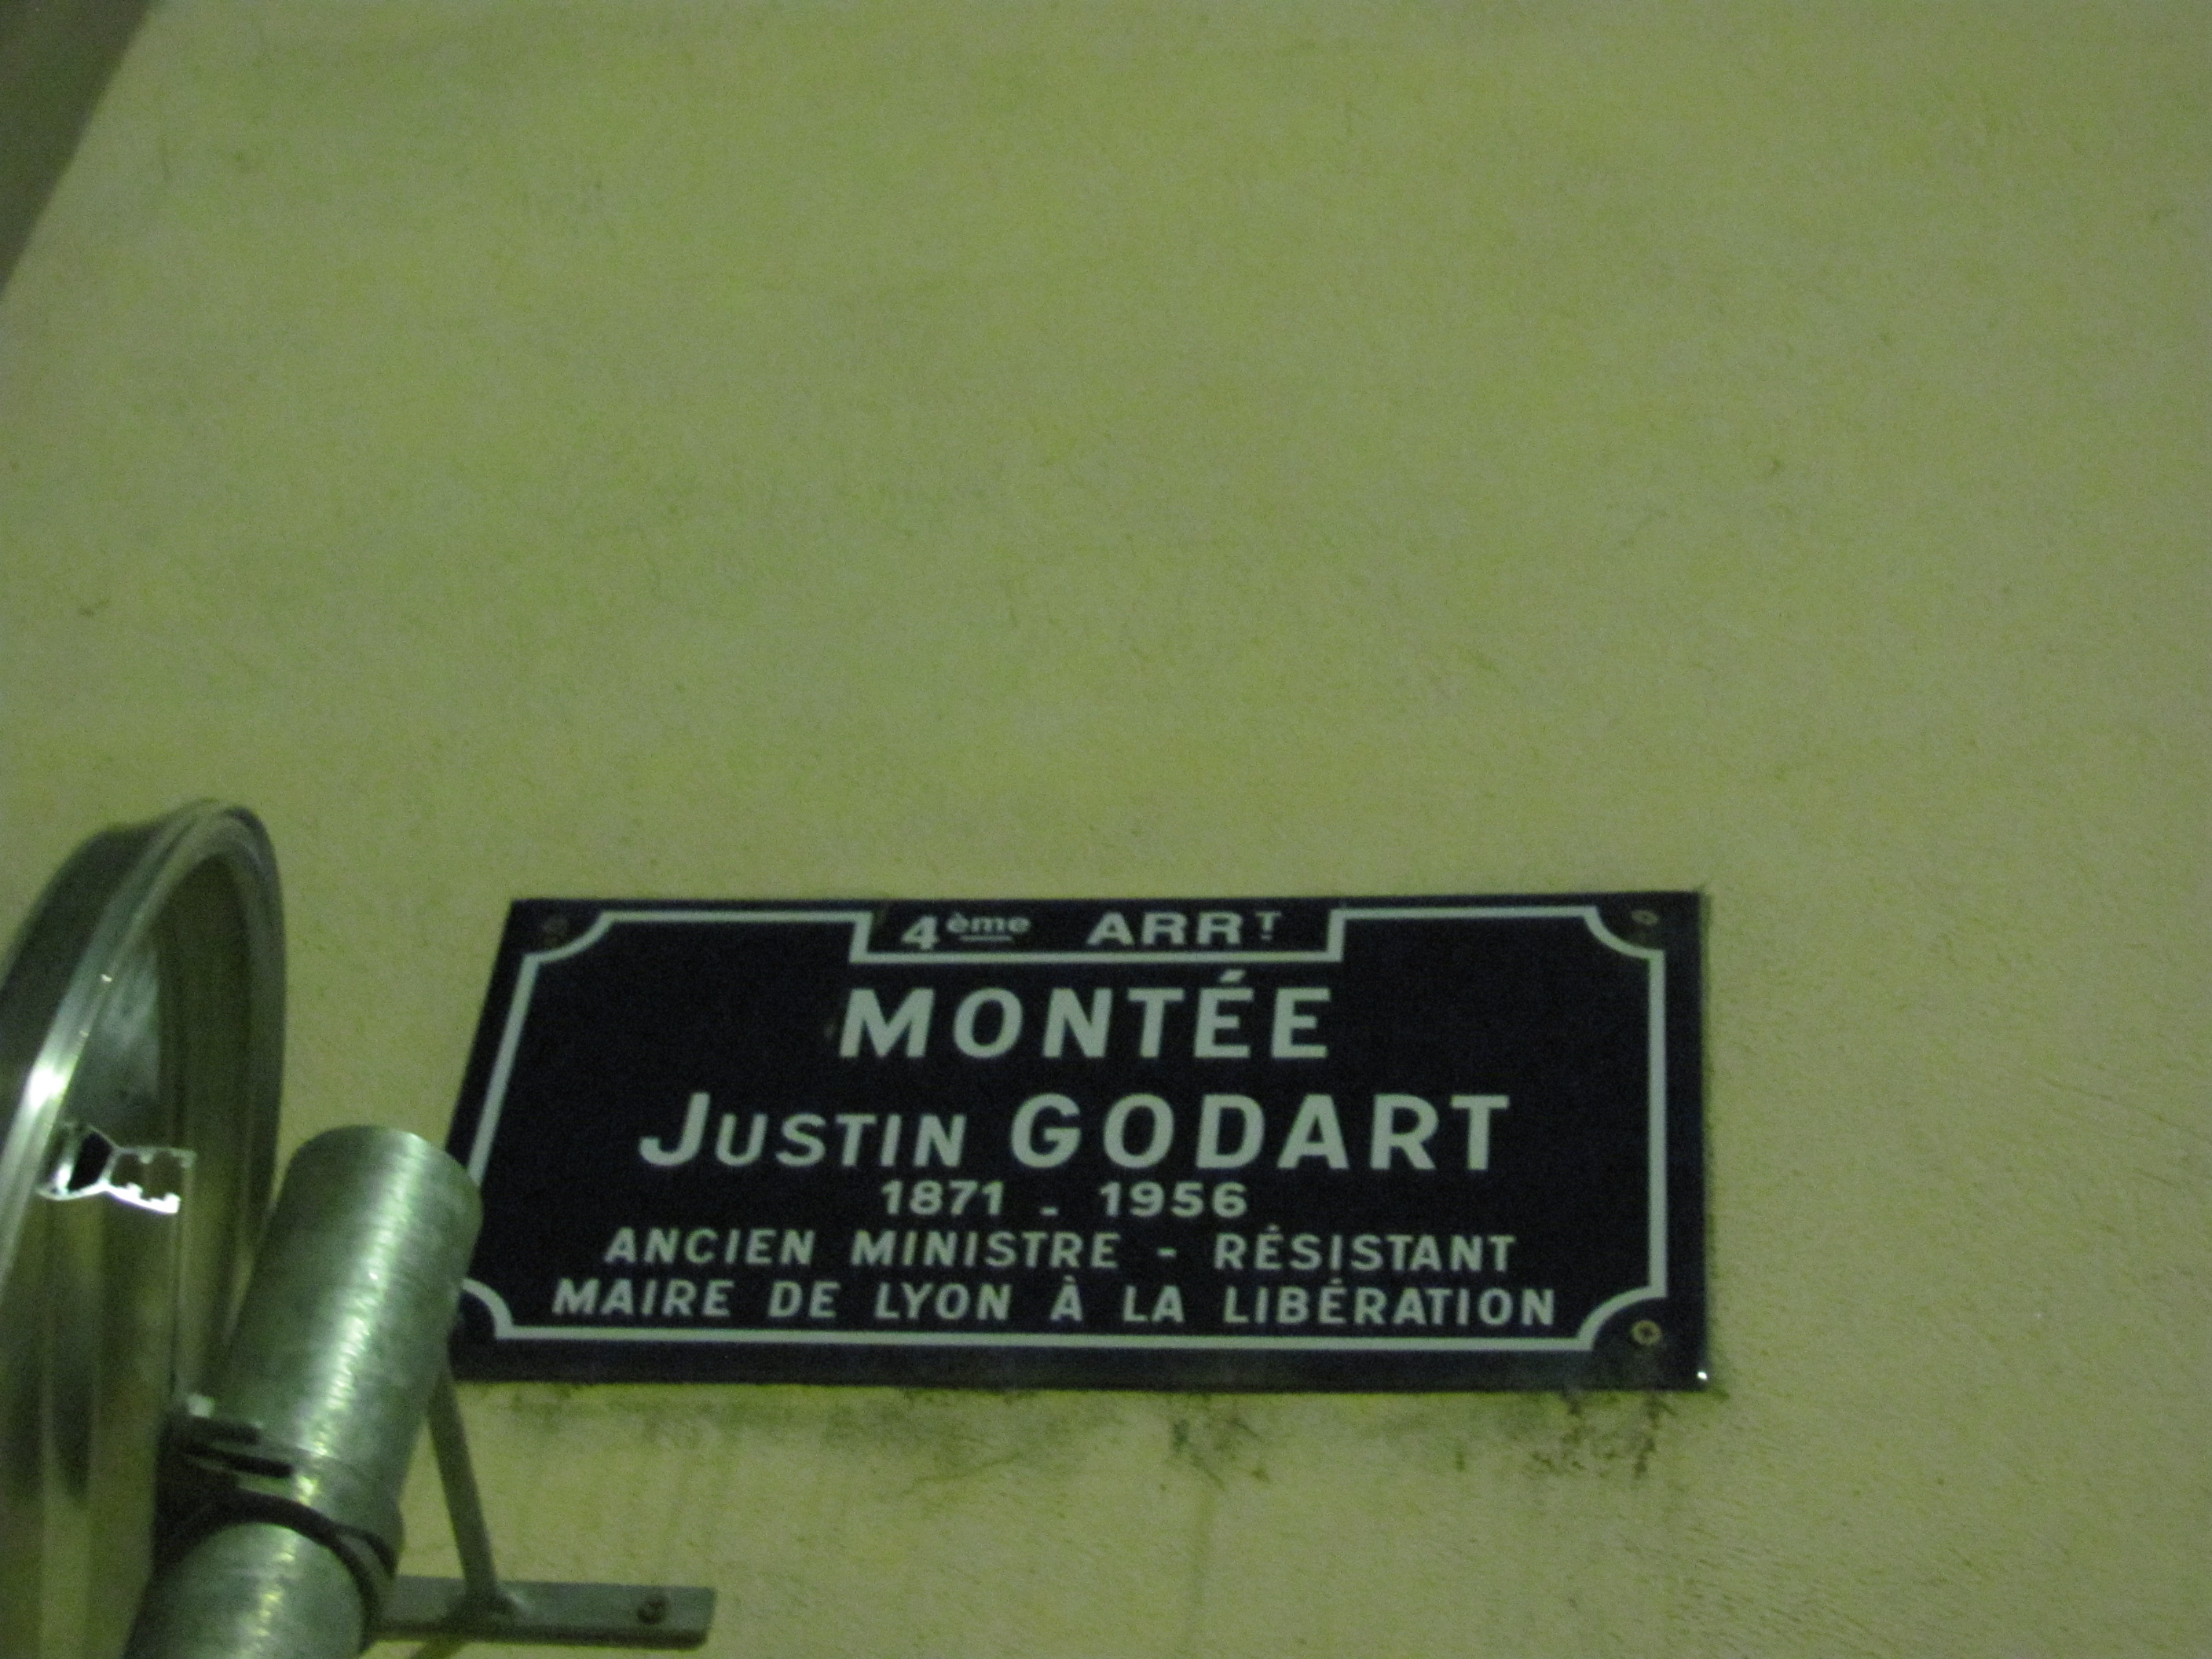 4ème ARRT
MONTÉE
JUSTIN GODART
1871 - 1956
ANCIEN MINISTRE - RÉSISTANT
MAIRE DE LYON À LA LIBÉRATION